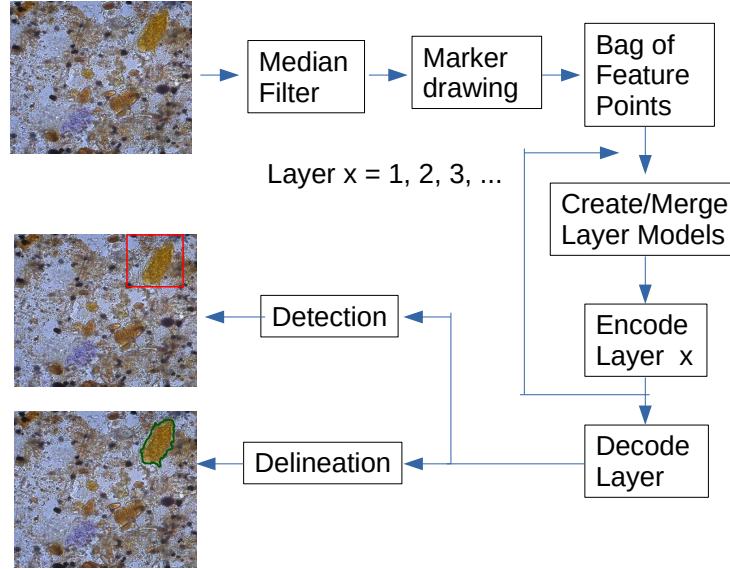 Median
Filter
Marker
drawing
Bag of
Feature
Points
Layer x = 1, 2, 3, ...
Create/Merge
Layer Models
Encode
Layer x
Detection
Delineation
Decode
Layer